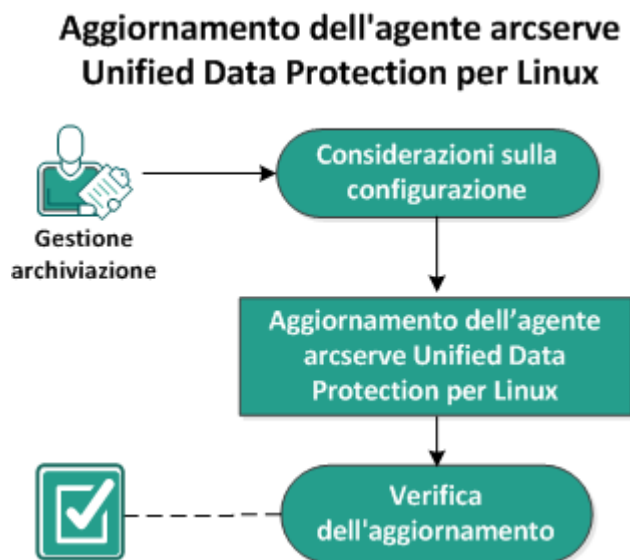 Aggiornamento dell'agente arcserve
Unified Data Protection per Linux
Considerazioni sulla
configurazione
Gestione
archiviazione
Aggiornamento dell’agente
arcserve Unified Data
Protection per Linux
Verifica
dell'aggiornamento